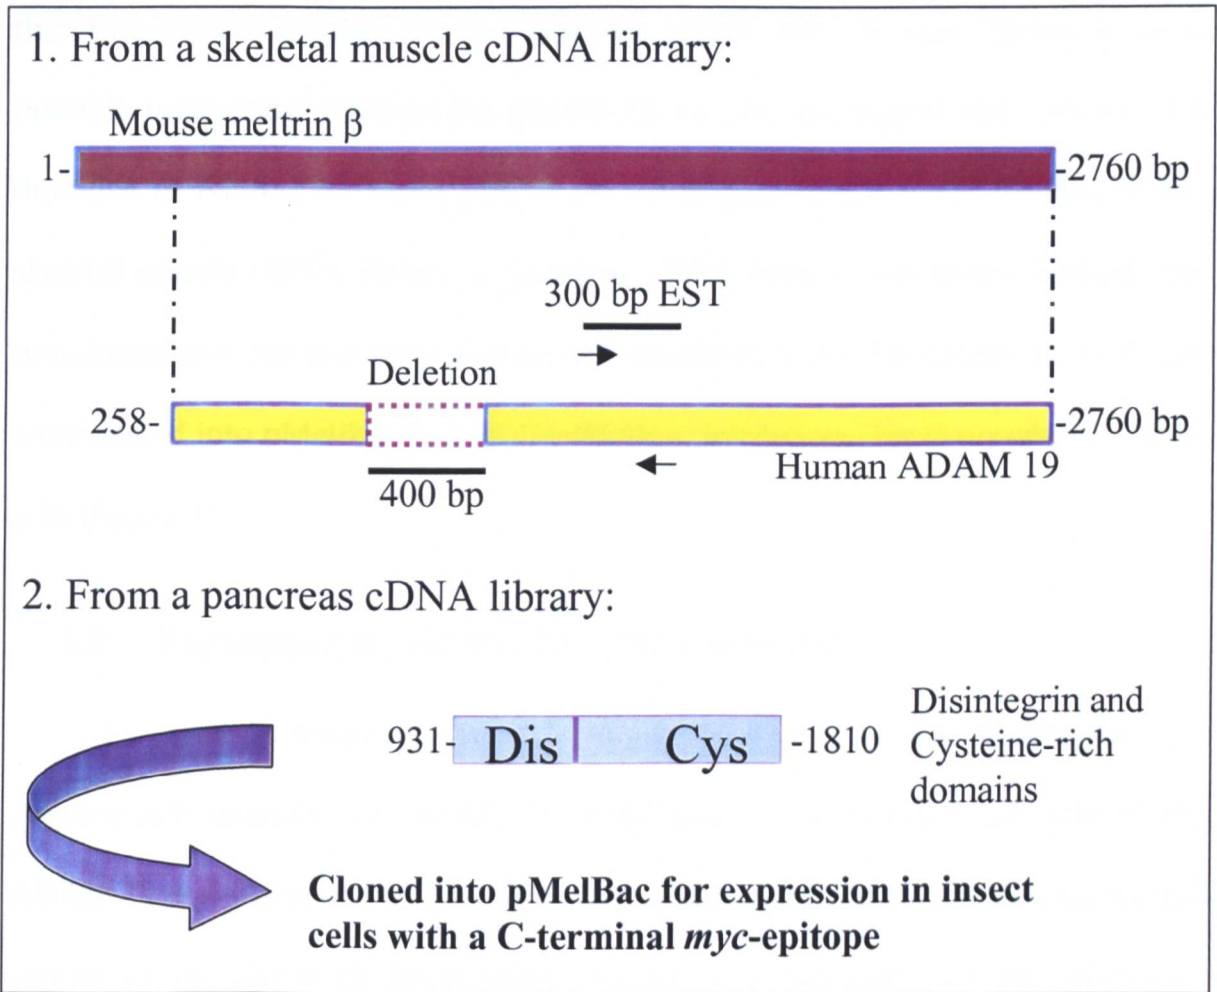 1. From a skeletal muscle cDNA library:
Mouse meltrin β
1-
-2760 bp
300 bp EST
Deletion
258-
-2760 bp
Human ADAM 19
400 bp
2. From a pancreas cDNA library:
931-
Dis
Cys
-1810
Disintegrin and
Cysteine-rich
domains
Cloned into pMelBac for expression in insect
cells with a C-terminal myc-epitope